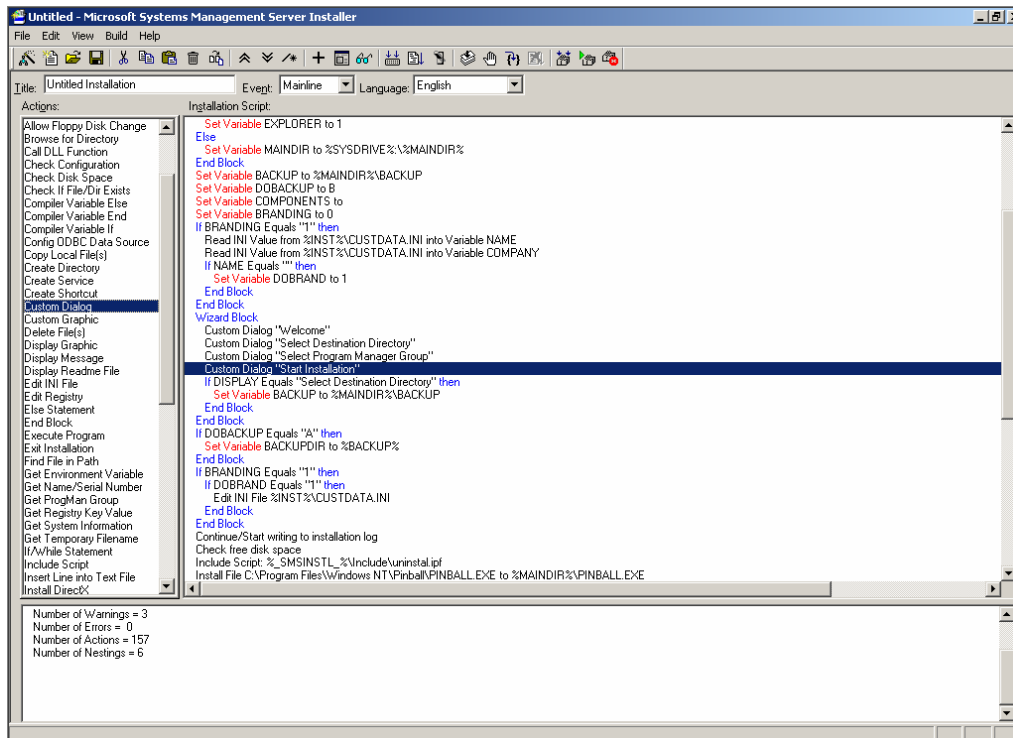 Untitled - Microsoft Systems Management Server Installer
File Edit View Build Help
Title: Untitled Installation Event: Mainline Language: English
Actions: Installation Script:
Allow Floppy Disk Change
Browse for Directory
Call DLL Function
Check Configuration
Check Disk Space
Check If File/Dir Exists
Compiler Variable Else
Compiler Variable End
Compiler Variable If
Config ODBC Data Source
Copy Local File(s)
Create Directory
Create Service
Create Shortcut
Custom Dialog
Custom Graphic
Delete File(s)
Display Graphic
Display Message
Display Readme File
Edit INI File
Edit Registry
Else Statement
End Block
Execute Program
Exit Installation
Find File in Path
Get Environment Variable
Get Name/Serial Number
Get ProgMan Group
Get Registry Key Value
Get System Information
Get Temporary Filename
If/While Statement
Include Script
Insert Line into Text File
Install DirectX
Set Variable EXPLORER to 1
Else
Set Variable MAINDIR to %SYSDRIVE%:\%MAINDIR%
End Block
Set Variable BACKUP to %MAINDIR%\BACKUP
Set Variable DOBACKUP to B
Set Variable COMPONENTS to
Set Variable BRANDING to 0
If BRANDING Equals "1" then
Read INI Value from %INST%\CUSTDATA.INI into Variable NAME
Read INI Value from %INST%\CUSTDATA.INI into Variable COMPANY
If NAME Equals "" then
Set Variable DOBRAND to 1
End Block
End Block
Wizard Block
Custom Dialog "Welcome"
Custom Dialog "Select Destination Directory"
Custom Dialog "Select Program Manager Group"
Custom Dialog "Start Installation"
If DISPLAY Equals "Select Destination Directory" then
Set Variable BACKUP to %MAINDIR%\BACKUP
End Block
End Block
If DOBACKUP Equals "A" then
Set Variable BACKUPDIR to %BACKUP%
End Block
If BRANDING Equals "1" then
If DOBRAND Equals "1" then
Edit INI File %INST%\CUSTDATA.INI
End Block
End Block
Continue/Start writing to installation log
Check free disk space
Include Script: %_SMSINSTL_%\Include\uninstal.ipf
Install File C:\Program Files\Windows NT\Pinball\PINBALL.EXE to %MAINDIR%\PINBALL.EXE
Number of Warnings = 3
Number of Errors = 0
Number of Actions = 157
Number of Nestings = 6